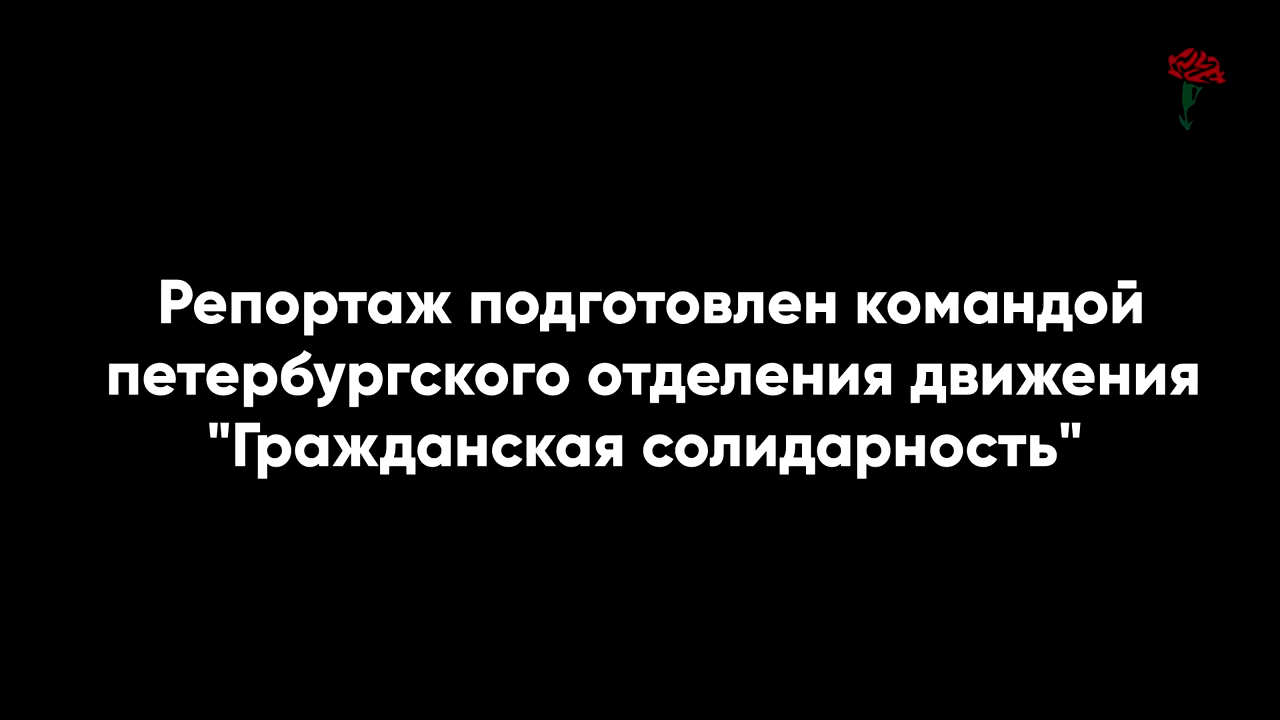 Репортаж подготовлен командой
петербургского отделения движения
"Гражданская солидарность"